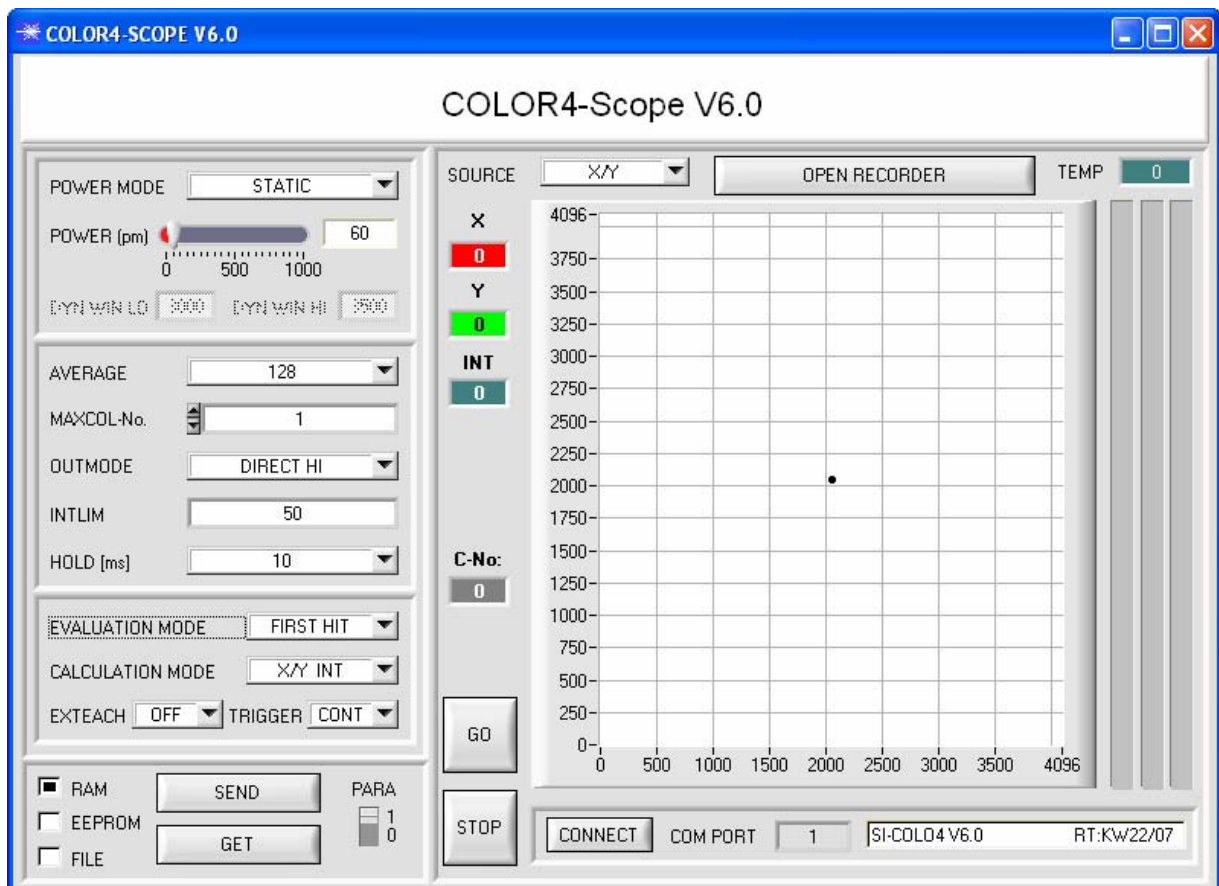 COLOR4-SCOPE V6.0
COLOR4-Scope V6.0
POWER MODE STATIC
POWER (pm) 60
0 500 1000
DYN WIN LO 3000 DYN WIN HI 3500
AVERAGE 128
MAXCOL-No. 1
OUTMODE DIRECT HI
INTLIM 50
HOLD [ms] 10
EVALUATION MODE FIRST HIT
CALCULATION MODE X/Y INT
EXTEACH OFF TRIGGER CONT
RAM
EEPROM
FILE
SEND
GET
PARA
1
0
SOURCE X/Y OPEN RECORDER TEMP 0
X
0
Y
0
INT
0
C-No:
0
GO
STOP
4096
3750
3500
3250
3000
2750
2500
2250
2000
1750
1500
1250
1000
750
500
250
0
0 500 1000 1500 2000 2500 3000 3500 4096
CONNECT COM PORT 1 SI-COLO4 V6.0 RT:KW22/07